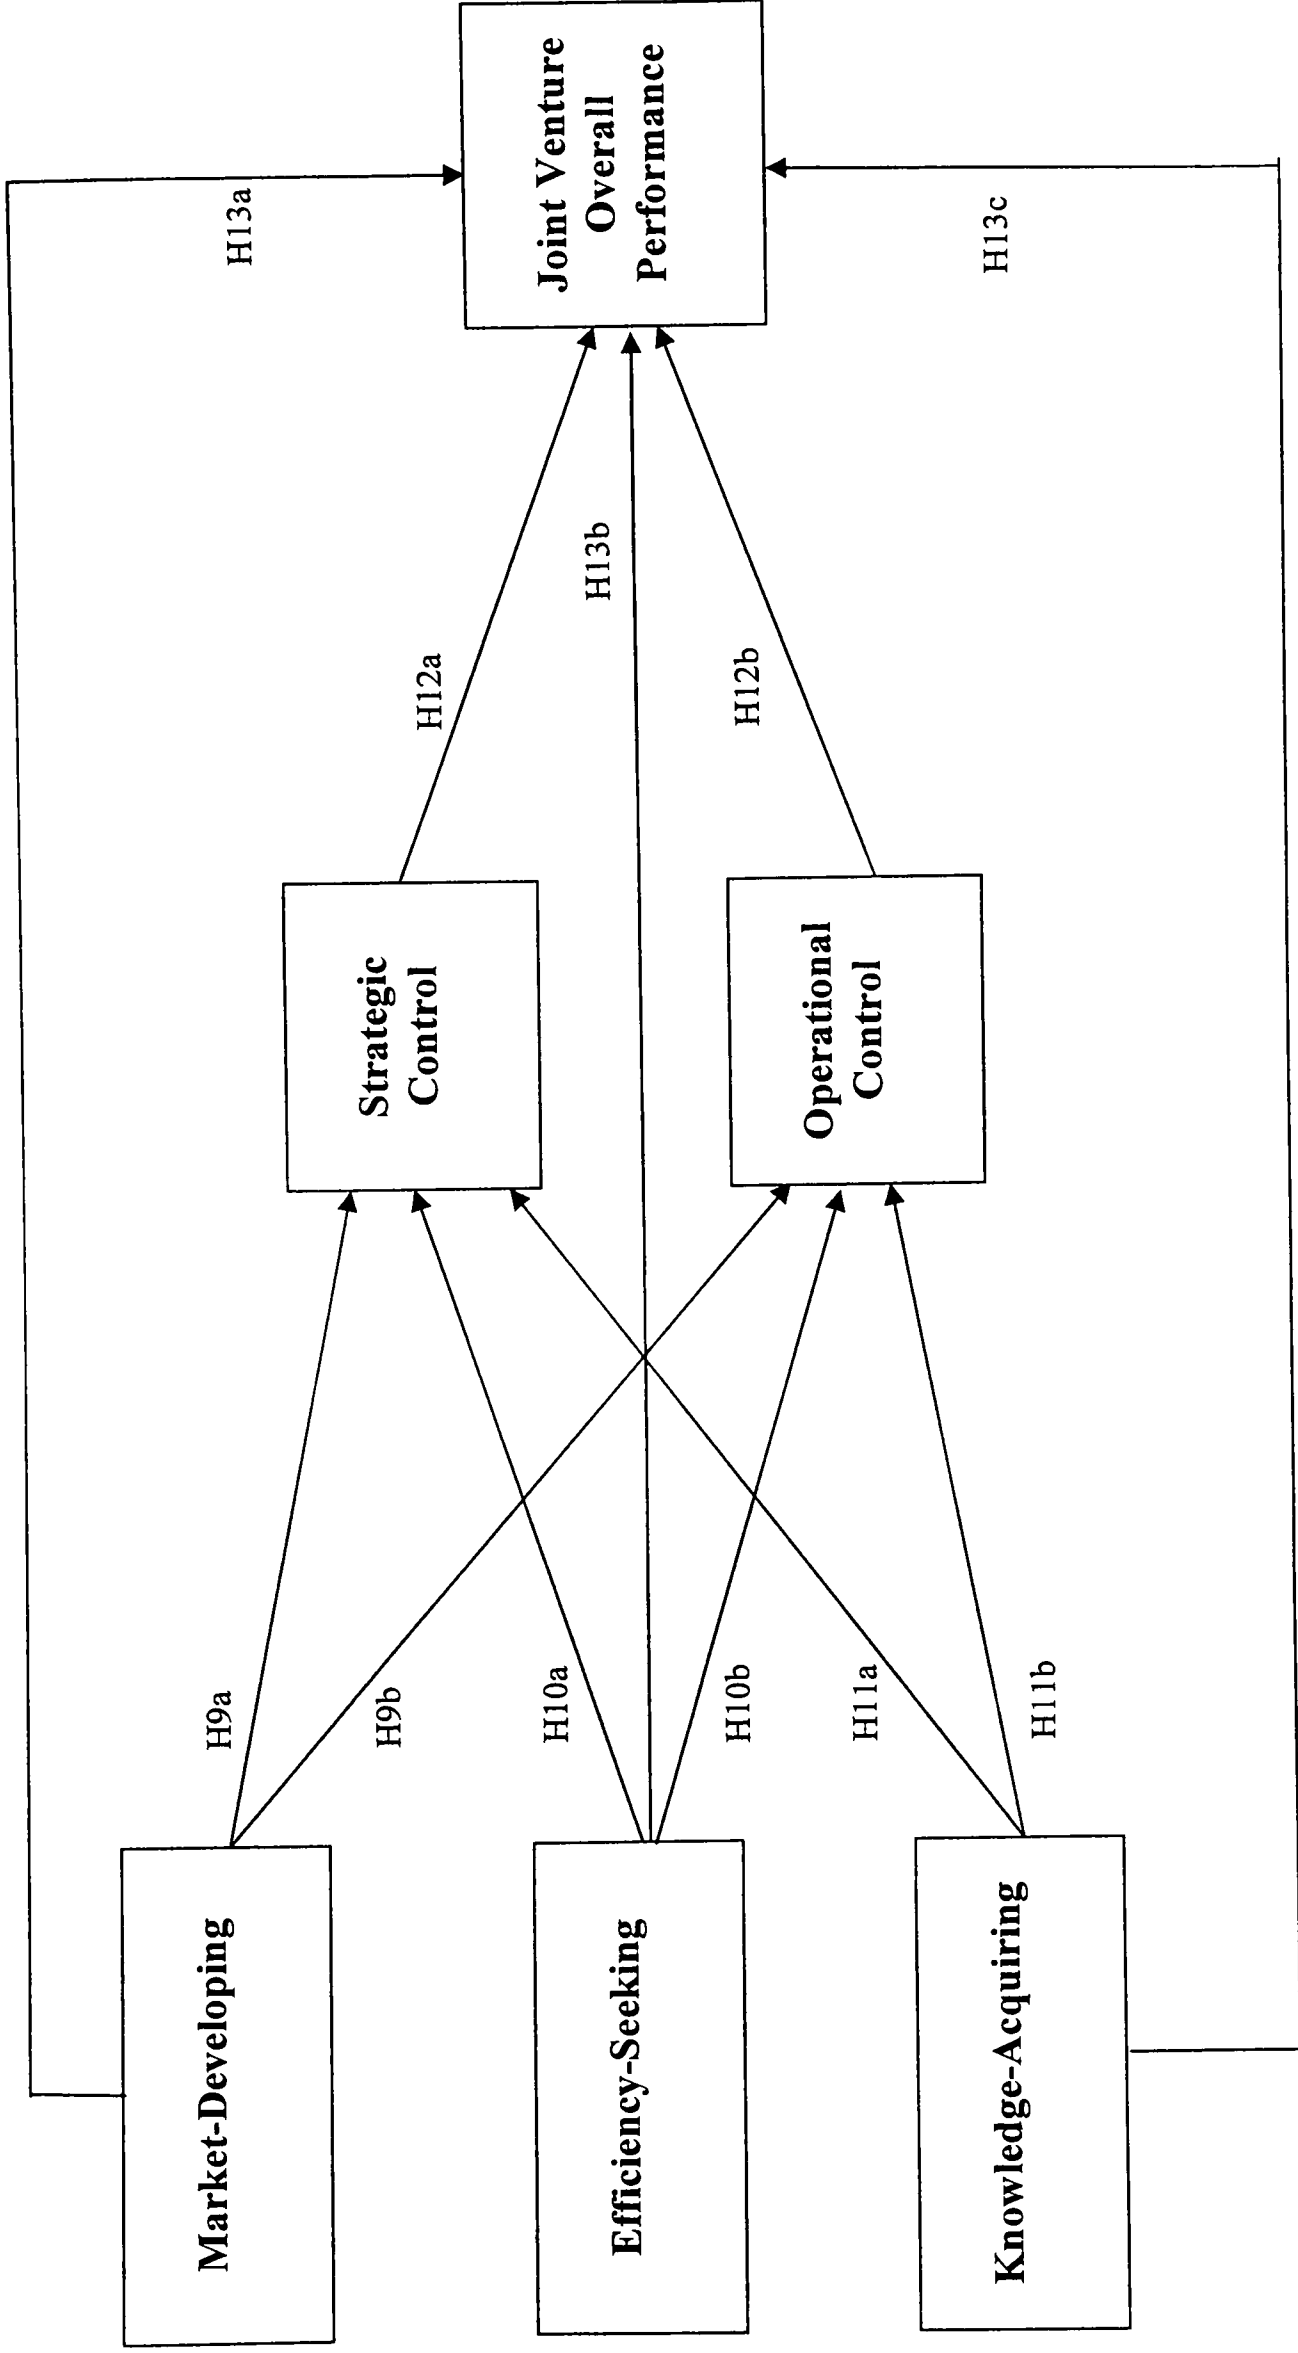 Market-Developing
Efficiency-Seeking
Knowledge-Acquiring
H9a
H9b
H10a
H10b
H11a
H11b
Strategic
Control
Operational
Control
H12a
H13b
H12b
H13a
H13c
Joint Venture
Overall
Performance